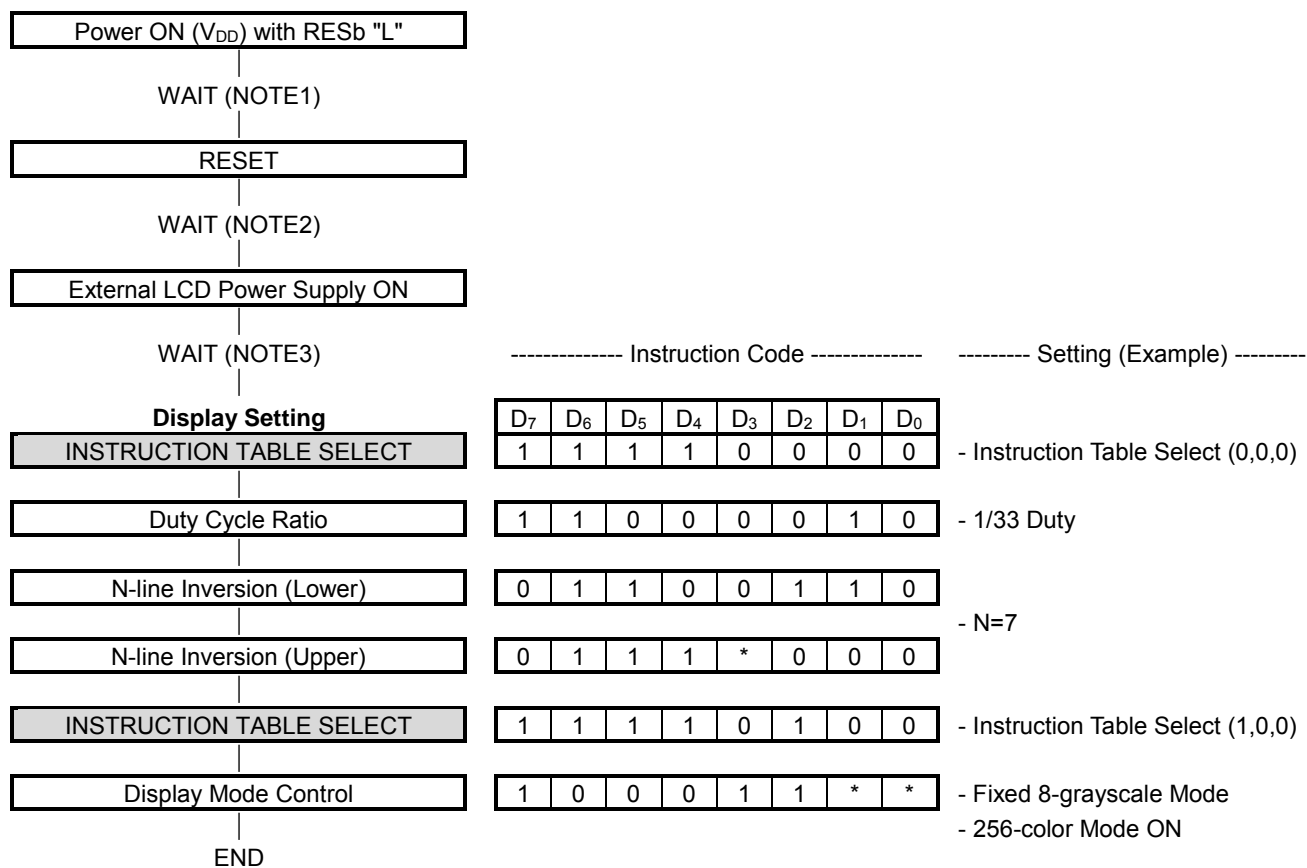 Power ON (VDD) with RESb "L"
WAIT (NOTE1)
RESET
WAIT (NOTE2)
External LCD Power Supply ON
WAIT (NOTE3) -------------- Instruction Code -------------- --------- Setting (Example) ---------
Display Setting D7 D6 D5 D4 D3 D2 D1 D0
INSTRUCTION TABLE SELECT 1 1 1 1 0 0 0 0 - Instruction Table Select (0,0,0)
Duty Cycle Ratio 1 1 0 0 0 0 1 0 - 1/33 Duty
N-line Inversion (Lower) 0 1 1 0 0 1 1 0
- N=7
N-line Inversion (Upper) 0 1 1 1 * 0 0 0
INSTRUCTION TABLE SELECT 1 1 1 1 0 1 0 0 - Instruction Table Select (1,0,0)
Display Mode Control 1 0 0 0 1 1 * * - Fixed 8-grayscale Mode
- 256-color Mode ON
END